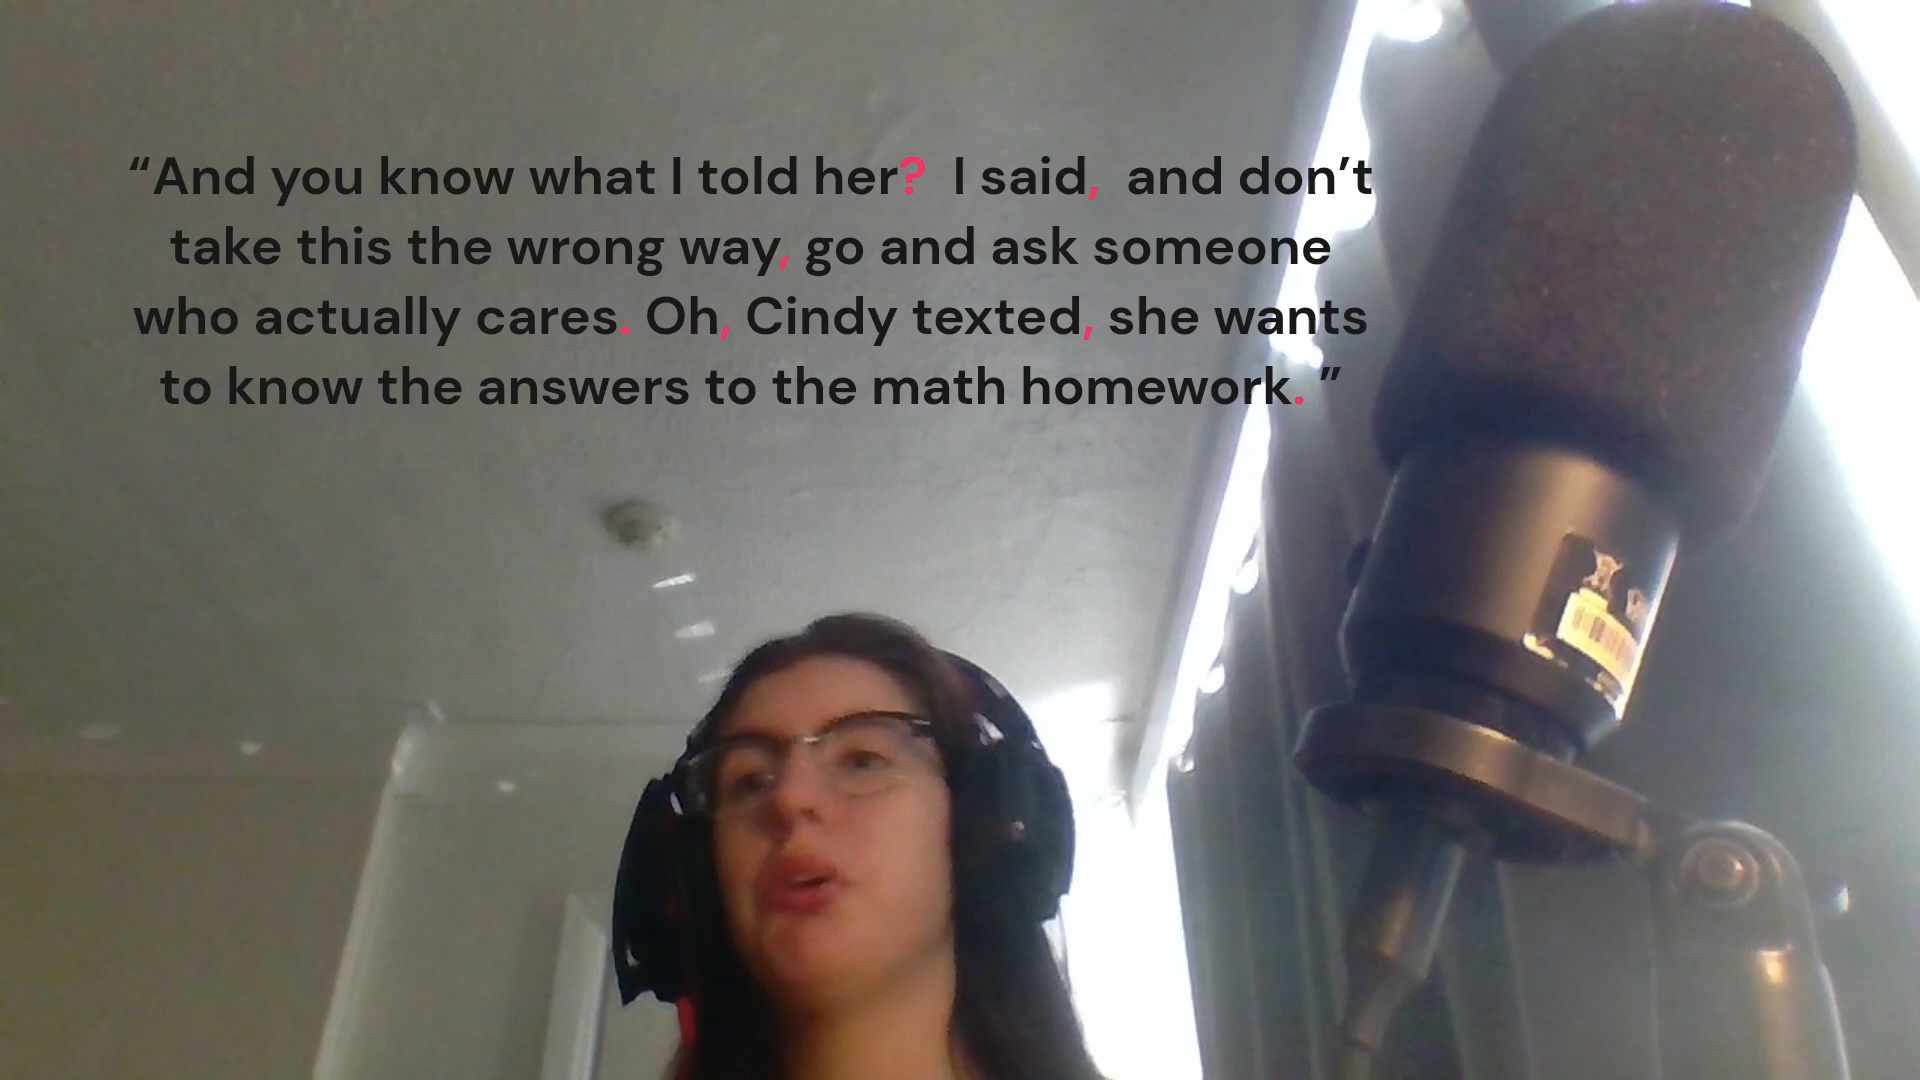 “And you know what I told her?  I said,  and don’t
take this the wrong way, go and ask someone
who actually cares. Oh, Cindy texted, she wants
to know the answers to the math homework. ”